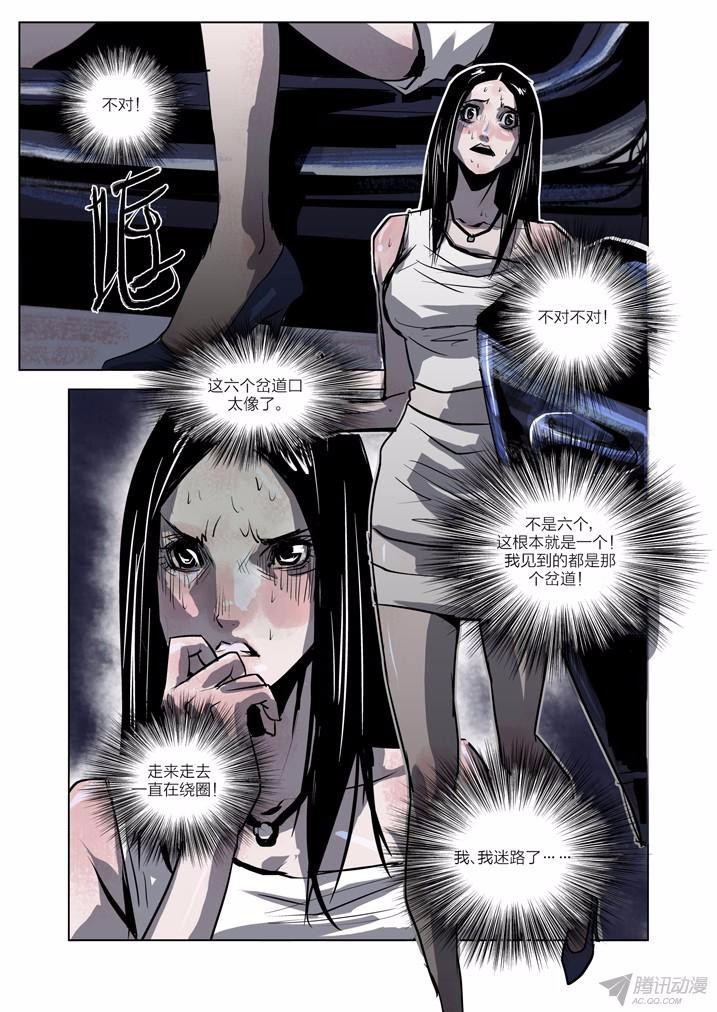 不对！
不对不对！
这六个岔道口
太像了。
不是六个，
这根本就是一个！
我见到的都是那
个岔道！
走来走去
一直在绕圈！
我、我迷路了……
腾讯动漫
AC.QQ.COM